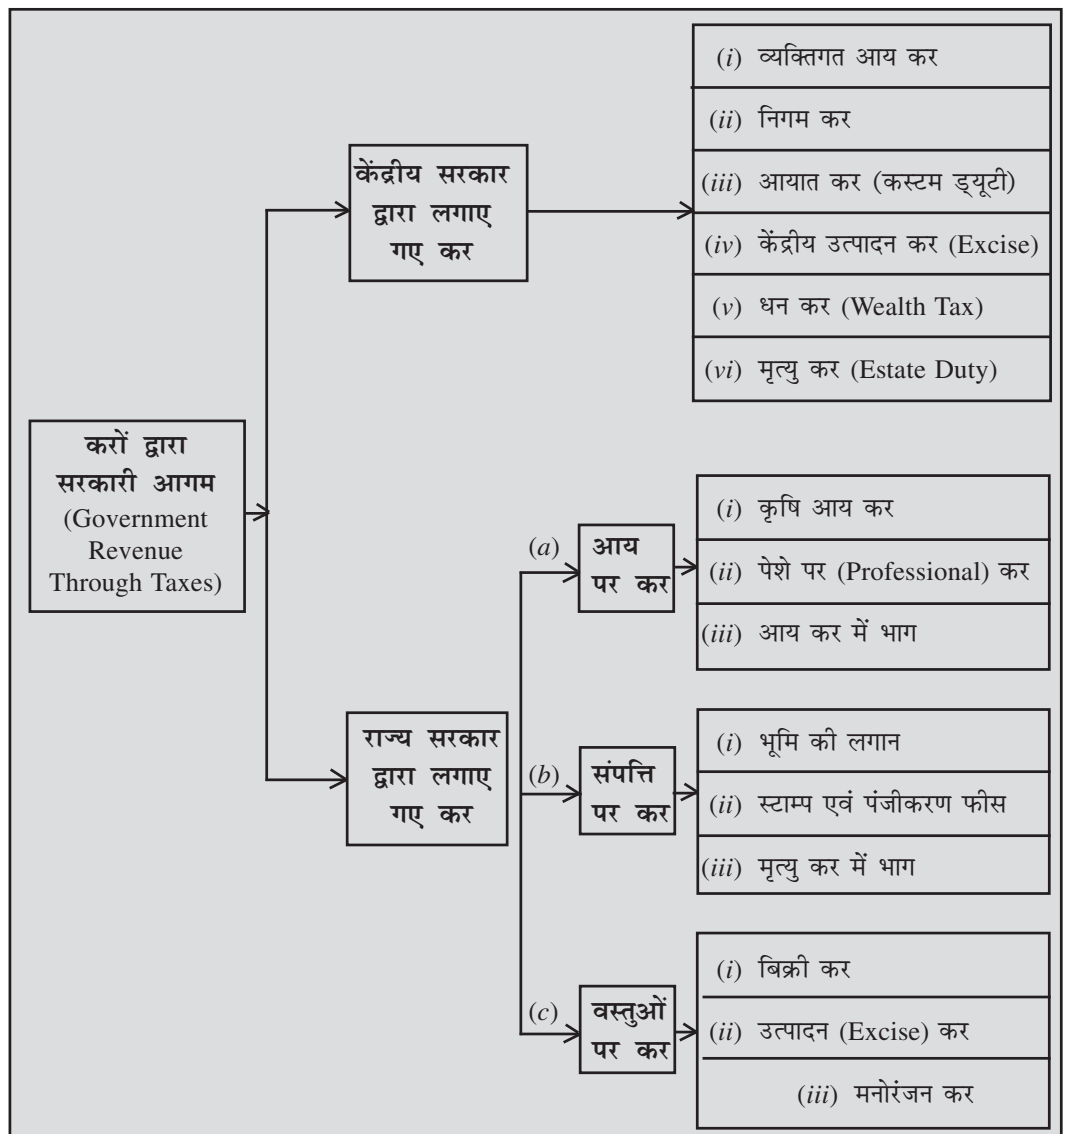 करों द्वारा
सरकारी आगम
(Government
Revenue
Through Taxes)
केंद्रीय सरकार
द्वारा लगाए
गए कर
(i) व्यक्तिगत आय कर
(ii) निगम कर
(iii) आयात कर (कस्टम ड्यूटी)
(iv) केंद्रीय उत्पादन कर (Excise)
(v) धन कर (Wealth Tax)
(vi) मृत्यु कर (Estate Duty)
राज्य सरकार
द्वारा लगाए
गए कर
(a)
आय
पर कर
(i) कृषि आय कर
(ii) पेशे पर (Professional) कर
(iii) आय कर में भाग
(b)
संपत्ति
पर कर
(i) भूमि की लगान
(ii) स्टाम्प एवं पंजीकरण फीस
(iii) मृत्यु कर में भाग
(c)
वस्तुओं
पर कर
(i) बिक्री कर
(ii) उत्पादन (Excise) कर
(iii) मनोरंजन कर